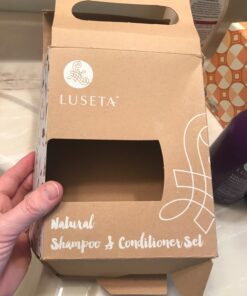 LUSETA
Natural
Shampoo & Conditioner Set